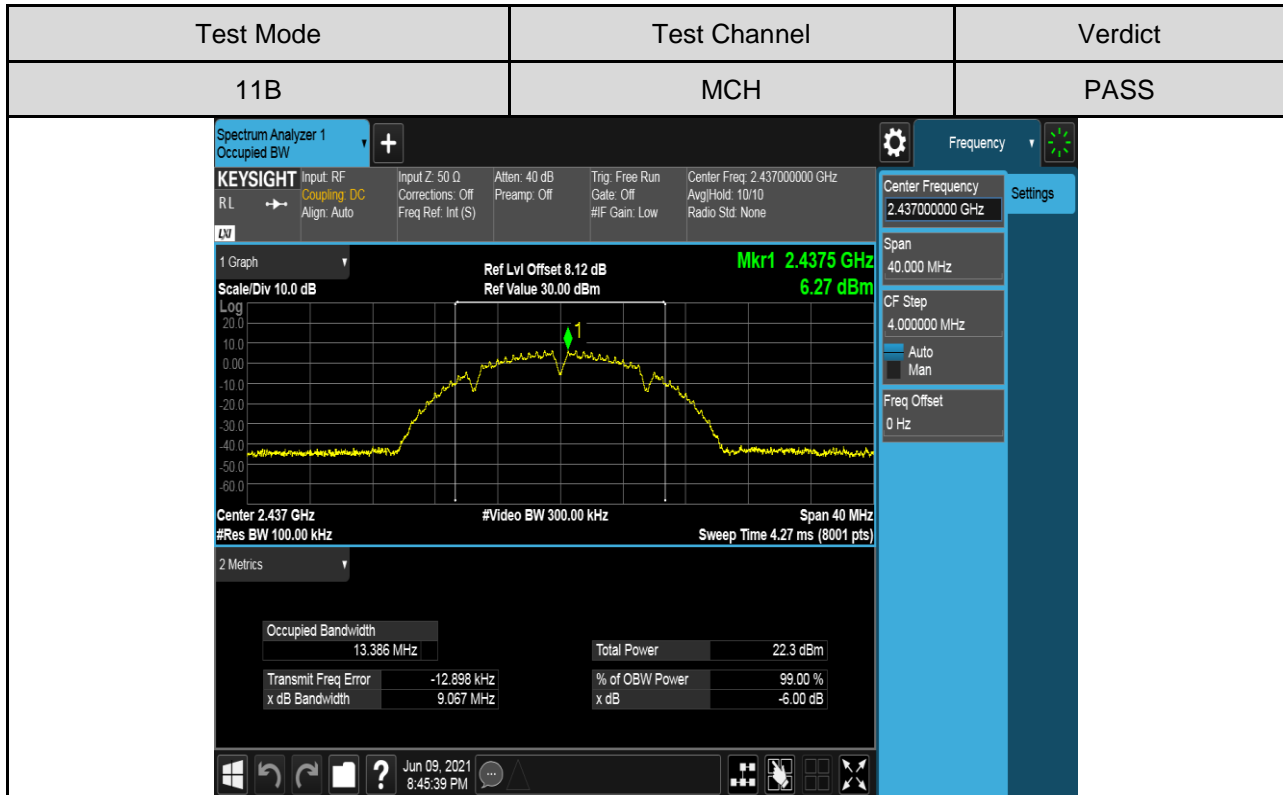 Test Mode Test Channel Verdict
11B MCH PASS
Spectrum Analyzer 1
Occupied BW
+
Frequency
KEYSIGHT
RL
LXI
Input: RF
Coupling: DC
Align: Auto
Input Z: 50 Ω
Corrections: Off
Freq Ref: Int (S)
Atten: 40 dB
Preamp: Off
Trig: Free Run
Gate: Off
#IF Gain: Low
Center Freq: 2.437000000 GHz
Avg|Hold: 10/10
Radio Std: None
Center Frequency
2.437000000 GHz
Settings
Span
40.000 MHz
CF Step
4.000000 MHz
Auto
Man
Freq Offset
0 Hz
1 Graph
Scale/Div 10.0 dB
Ref Lvl Offset 8.12 dB
Ref Value 30.00 dBm
Mkr1 2.4375 GHz
6.27 dBm
Log
20.0
10.0
0.00
-10.0
-20.0
-30.0
-40.0
-50.0
-60.0
1
Center 2.437 GHz
#Res BW 100.00 kHz
#Video BW 300.00 kHz
Span 40 MHz
Sweep Time 4.27 ms (8001 pts)
2 Metrics
Occupied Bandwidth
13.386 MHz
Total Power 22.3 dBm
Transmit Freq Error -12.898 kHz
% of OBW Power 99.00 %
x dB Bandwidth 9.067 MHz
x dB -6.00 dB
?
Jun 09, 2021
8:45:39 PM